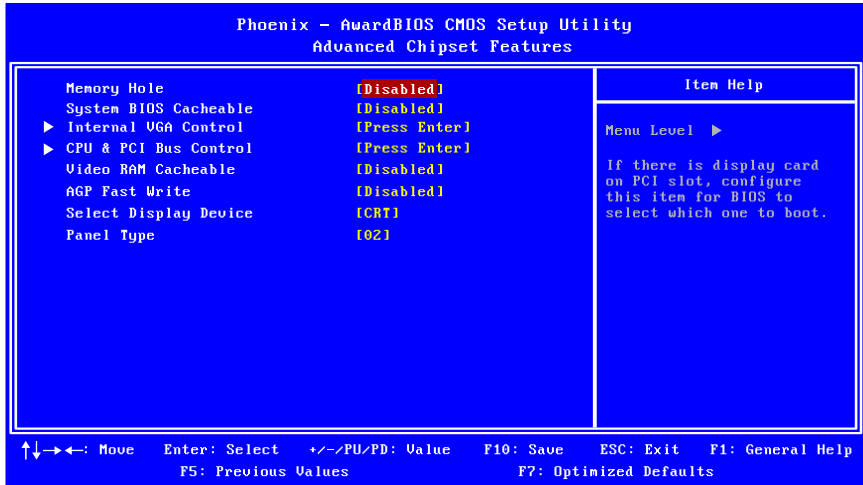 Phoenix – AwardBIOS CMOS Setup Utility
Advanced Chipset Features
Memory Hole [Disabled]
System BIOS Cacheable [Disabled]
▶ Internal VGA Control [Press Enter]
▶ CPU & PCI Bus Control [Press Enter]
Video RAM Cacheable [Disabled]
AGP Fast Write [Disabled]
Select Display Device [CRT]
Panel Type [02]
Item Help
Menu Level ▶
If there is display card
on PCI slot, configure
this item for BIOS to
select which one to boot.
↑↓→←: Move Enter: Select +/-/PU/PD: Value F10: Save ESC: Exit F1: General Help
F5: Previous Values F7: Optimized Defaults